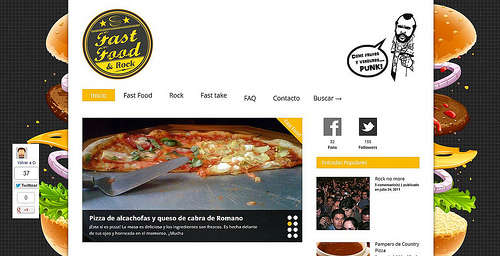 Fast
Food
& Rock
COME FRUTAS
Y VERDURAS...
PUNKI
Inicio
Fast Food
Rock
Fast take
FAQ
Contacto
Buscar →
32
Fans
155
Followers
Entradas Populares
Rock no more
5 comentario(s) | publicado
en julio 24, 2011
Pizza de alcachofas y queso de cabra de Romano
¡Esta sí es pizza! La masa es deliciosa y los ingredientes son frescos. Es hecha delante
de tus ojos y horneada en el momento. ¡Mucha
Pampers de Country
Pizza
Volver a
37
Twittear
0
+1